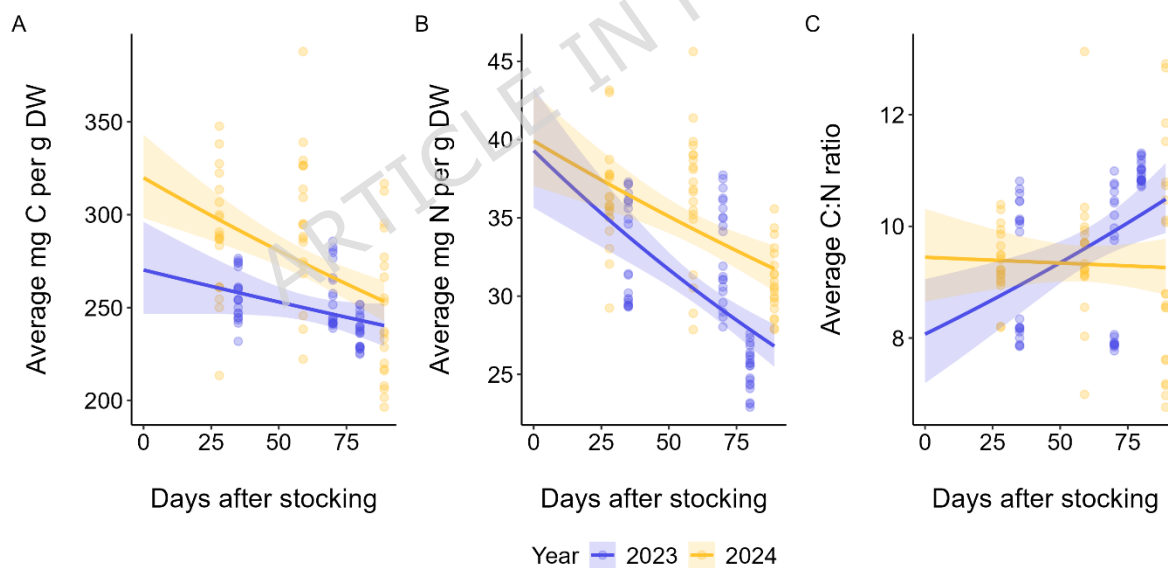 A
Average mg C per g DW
350
300
250
200
0 25 50 75
Days after stocking
B
Average mg N per g DW
45
40
35
30
25
0 25 50 75
Days after stocking
C
Average C:N ratio
12
10
8
0 25 50 75
Days after stocking
Year 2023 2024
ARTICLE IN